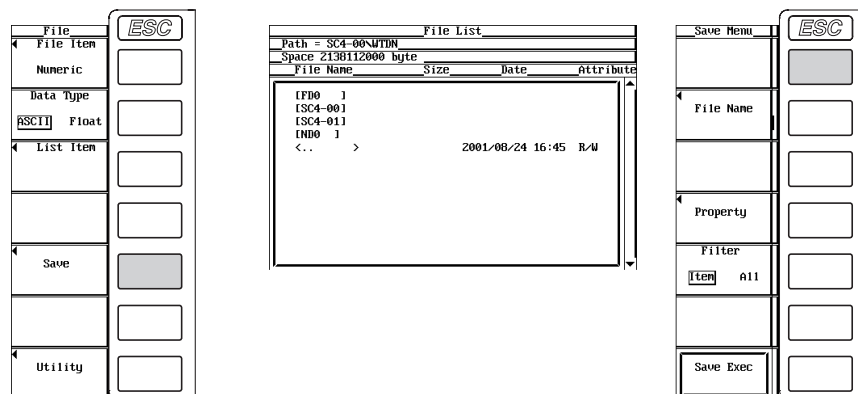 File
File Item
Numeric
Data Type
ASCII Float
List Item
Save
Utility
ESC
File List
Path = SC4-00\WTDN
Space 2138112000 byte
File Name Size Date Attribute
[FD0 ]
[SC4-00]
[SC4-01]
[ND0 ]
<.. > 2001/08/24 16:45 R/W
Save Menu
File Name
Property
Filter
Item All
Save Exec
ESC